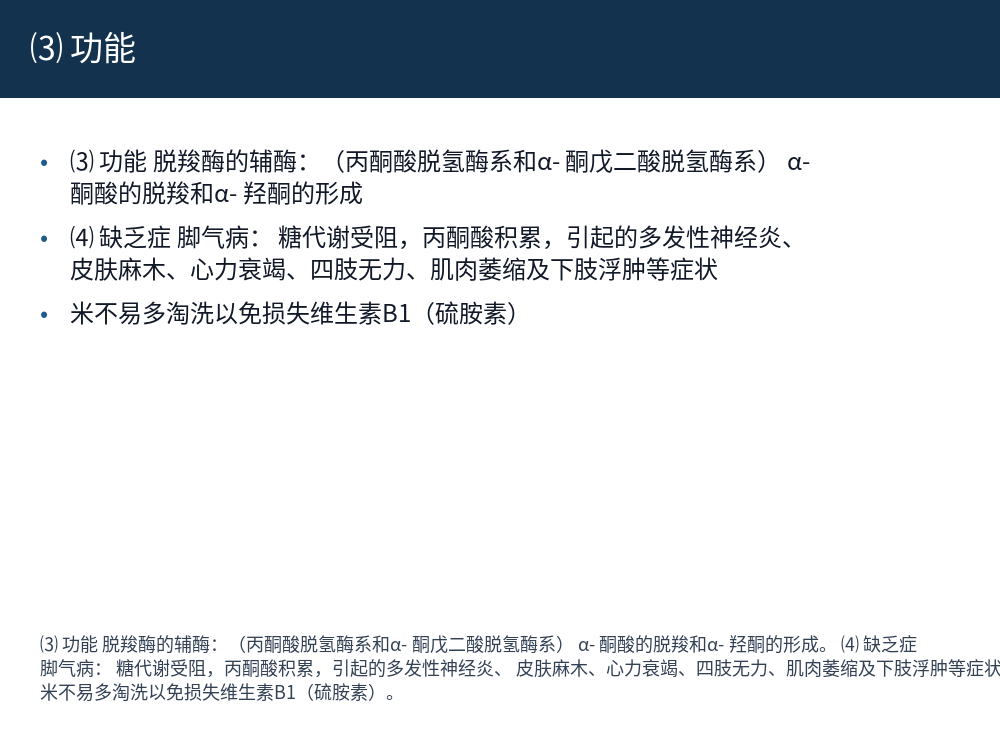 ⑶ 功能
• ⑶ 功能 脱羧酶的辅酶：（丙酮酸脱氢酶系和α- 酮戊二酸脱氢酶系） α-
酮酸的脱羧和α- 羟酮的形成
• ⑷ 缺乏症 脚气病： 糖代谢受阻，丙酮酸积累，引起的多发性神经炎、
皮肤麻木、心力衰竭、四肢无力、肌肉萎缩及下肢浮肿等症状
• 米不易多淘洗以免损失维生素B1（硫胺素）
⑶ 功能 脱羧酶的辅酶：（丙酮酸脱氢酶系和α- 酮戊二酸脱氢酶系） α- 酮酸的脱羧和α- 羟酮的形成。 ⑷ 缺乏症
脚气病： 糖代谢受阻，丙酮酸积累，引起的多发性神经炎、 皮肤麻木、心力衰竭、四肢无力、肌肉萎缩及下肢浮肿等症状
米不易多淘洗以免损失维生素B1（硫胺素）。